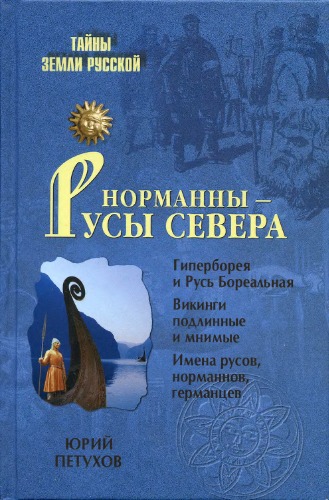 ТАЙНЫ
ЗЕМЛИ РУССКОЙ
НОРМАННЫ –
РУСЫ СЕВЕРА
Гиперборея
и Русь Бореальная
Викинги
подлинные
и мнимые
Имена русов,
норманнов,
германцев
ЮРИЙ
ПЕТУХОВ